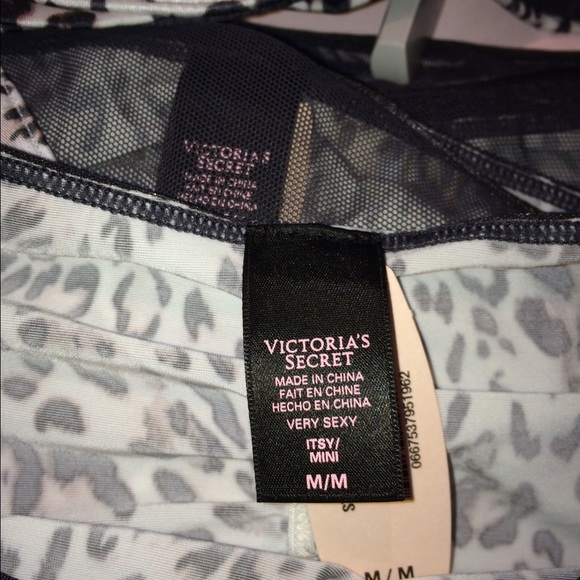 VICTORIA'S
SECRET
MADE IN CHINA
FAIT EN CHINE
HECHO EN CHINA
VICTORIA'S
SECRET
MADE IN CHINA
FAIT EN CHINE
HECHO EN CHINA
VERY SEXY
ITSY/
MINI
M/M
0667537951962
S
M/M